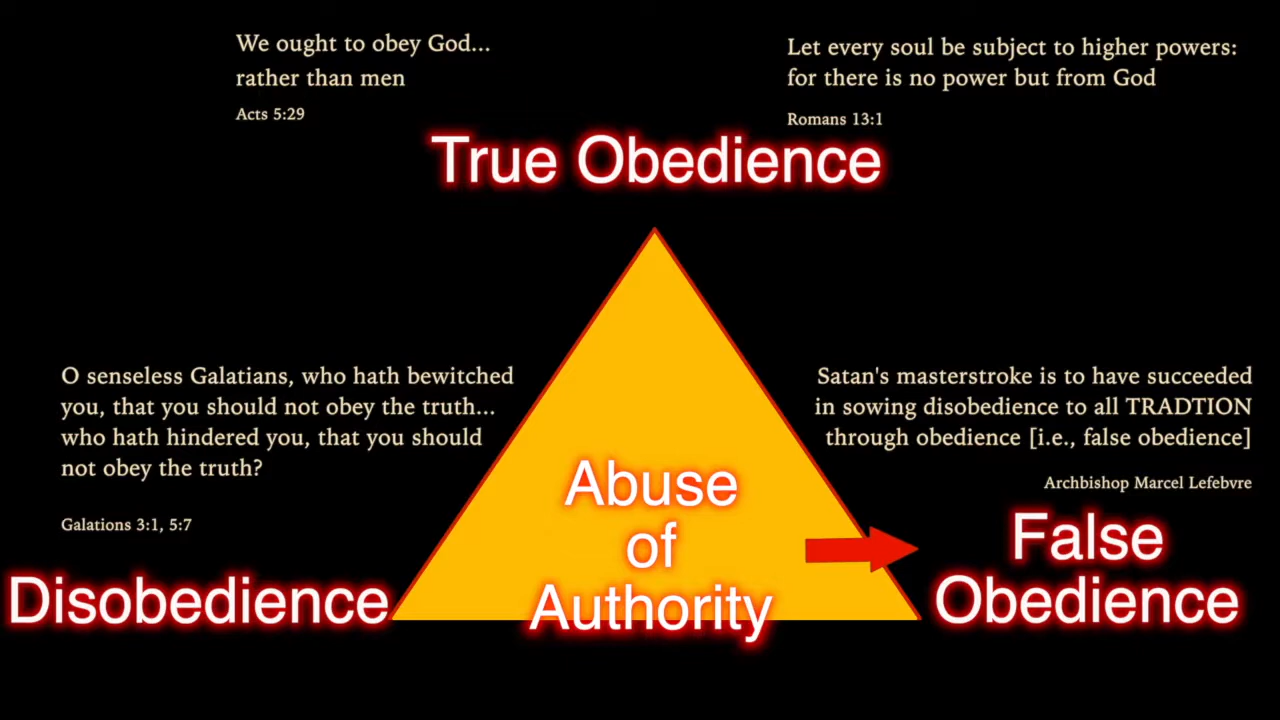 We ought to obey God...
rather than men
Acts 5:29
Let every soul be subject to higher powers:
for there is no power but from God
Romans 13:1
True Obedience
O senseless Galatians, who hath bewitched
you, that you should not obey the truth...
who hath hindered you, that you should
not obey the truth?
Galations 3:1, 5:7
Satan's masterstroke is to have succeeded
in sowing disobedience to all TRADTION
through obedience [i.e., false obedience]
Archbishop Marcel Lefebvre
Abuse
of
Authority
Disobedience
False
Obedience